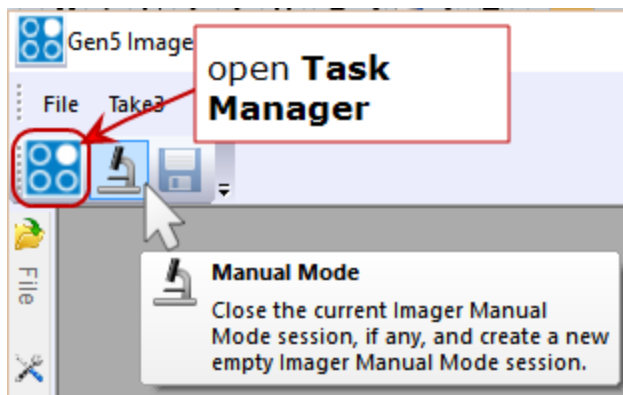 Gen5 Image
open Task
Manager
File Take3
File
Manual Mode
Close the current Imager Manual
Mode session, if any, and create a new
empty Imager Manual Mode session.